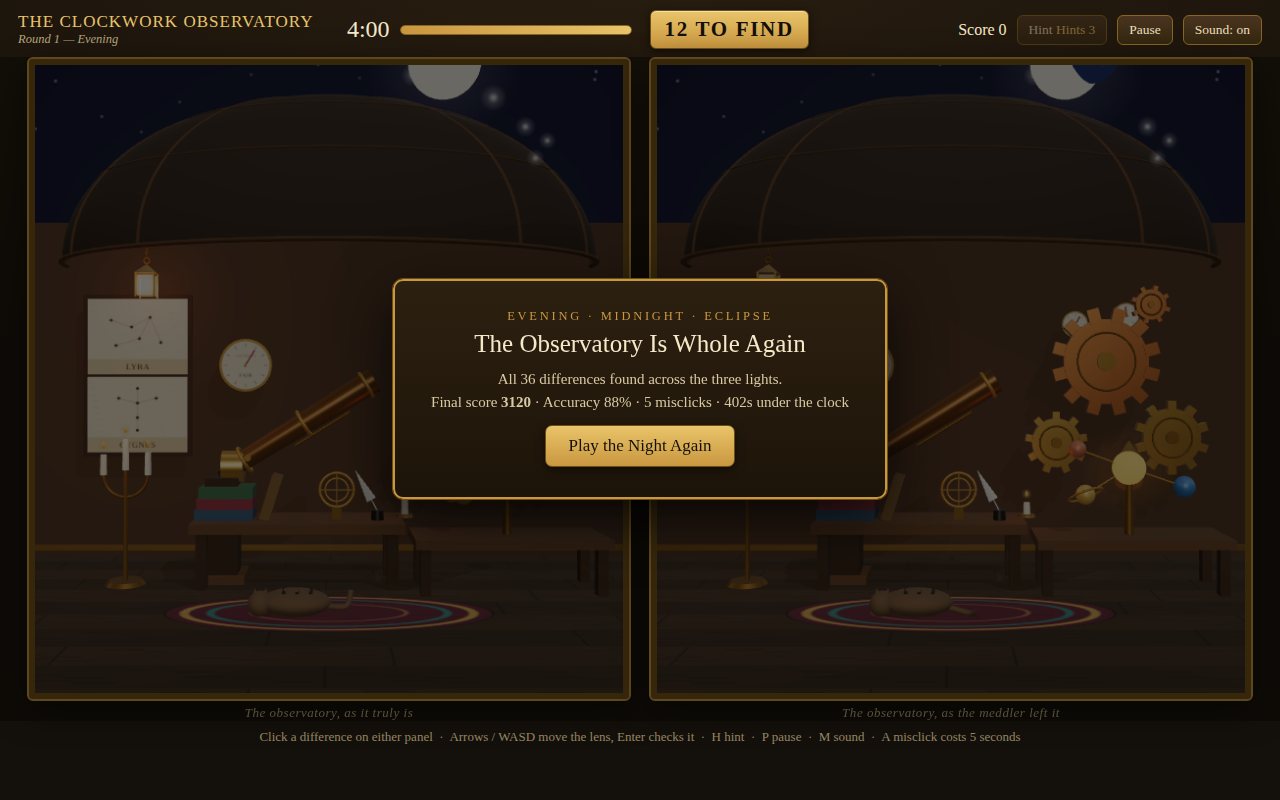 THE CLOCKWORK OBSERVATORY
Round 1 — Evening
4:00
12 TO FIND
Score 0
Hint Hints 3
Pause
Sound: on
LYRA
EVENING · MIDNIGHT · ECLIPSE
The Observatory Is Whole Again
All 36 differences found across the three lights.
Final score 3120 · Accuracy 88% · 5 misclicks · 402s under the clock
Play the Night Again
The observatory, as it truly is
The observatory, as the meddler left it
Click a difference on either panel · Arrows / WASD move the lens, Enter checks it · H hint · P pause · M sound · A misclick costs 5 seconds